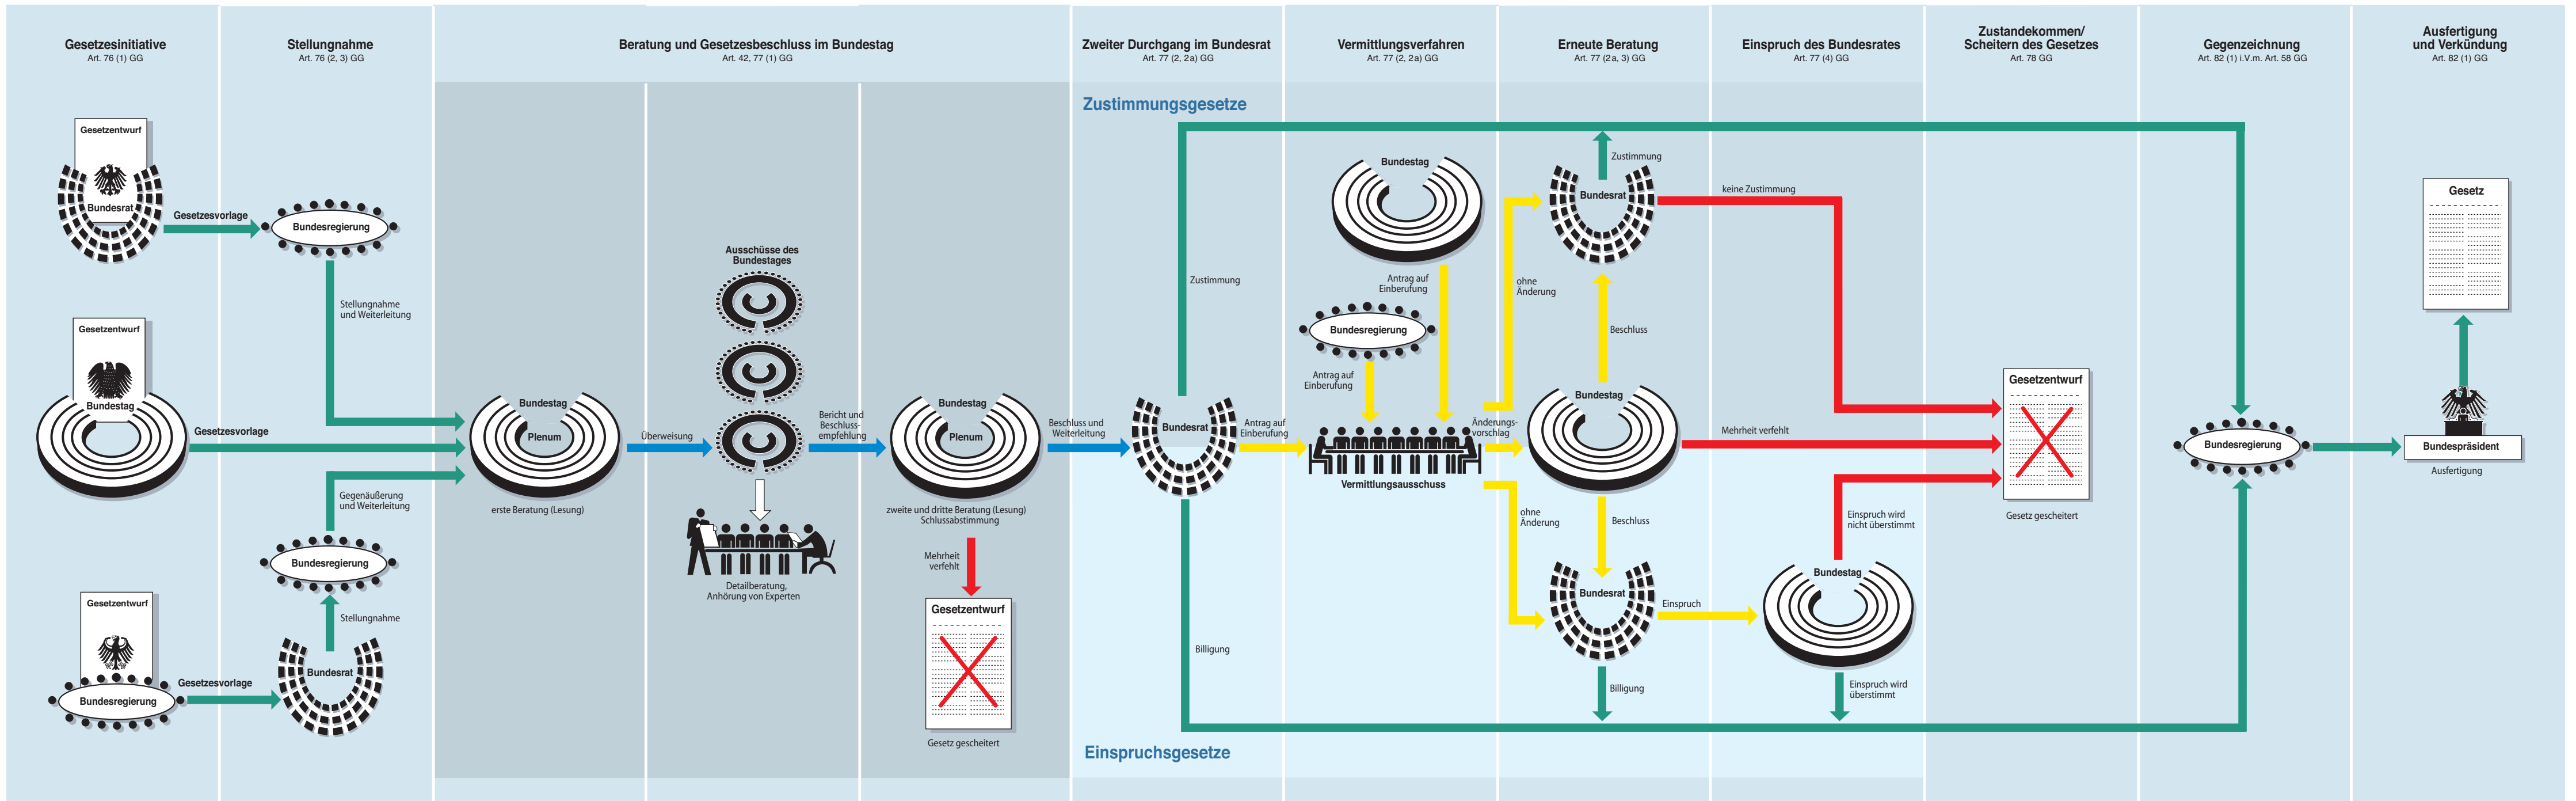 Gesetzesinitiative
Art. 76 (1) GG
Stellungnahme
Art. 76 (2, 3) GG
Beratung und Gesetzesbeschluss im Bundestag
Art. 42, 77 (1) GG
Zweiter Durchgang im Bundesrat
Art. 77 (2, 2a) GG
Vermittlungsverfahren
Art. 77 (2, 2a) GG
Erneute Beratung
Art. 77 (2a, 3) GG
Einspruch des Bundesrates
Art. 77 (4) GG
Zustandekommen/
Scheitern des Gesetzes
Art. 78 GG
Gegenzeichnung
Art. 82 (1) i.V.m. Art. 58 GG
Ausfertigung
und Verkündung
Art. 82 (1) GG
Gesetzentwurf
Bundesrat
Gesetzesvorlage
Gesetzentwurf
Bundestag
Gesetzesvorlage
Gesetzentwurf
Bundesregierung
Gesetzesvorlage
Bundesregierung
Stellungnahme
und Weiterleitung
Gegenäußerung
und Weiterleitung
Bundesregierung
Stellungnahme
Bundesrat
Bundestag
Plenum
erste Beratung (Lesung)
Überweisung
Ausschüsse des
Bundestages
Detailberatung,
Anhörung von Experten
Bericht und
Beschluss-
empfehlung
Bundestag
Plenum
zweite und dritte Beratung (Lesung)
Schlussabstimmung
Mehrheit
verfehlt
Gesetzentwurf
Gesetz gescheitert
Beschluss und
Weiterleitung
Zustimmungsgesetze
Zustimmung
Bundesrat
Billigung
Einspruchsgesetze
Antrag auf
Einberufung
Bundestag
Antrag auf
Einberufung
Bundesregierung
Antrag auf
Einberufung
Vermittlungsausschuss
Änderungs-
vorschlag
ohne
Änderung
ohne
Änderung
Zustimmung
Bundesrat
Beschluss
Bundestag
Beschluss
Bundesrat
Billigung
keine Zustimmung
Mehrheit verfehlt
Einspruch
Einspruch wird
nicht überstimmt
Bundestag
Einspruch wird
überstimmt
Gesetzentwurf
Gesetz gescheitert
Bundesregierung
Gesetz
Bundespräsident
Ausfertigung